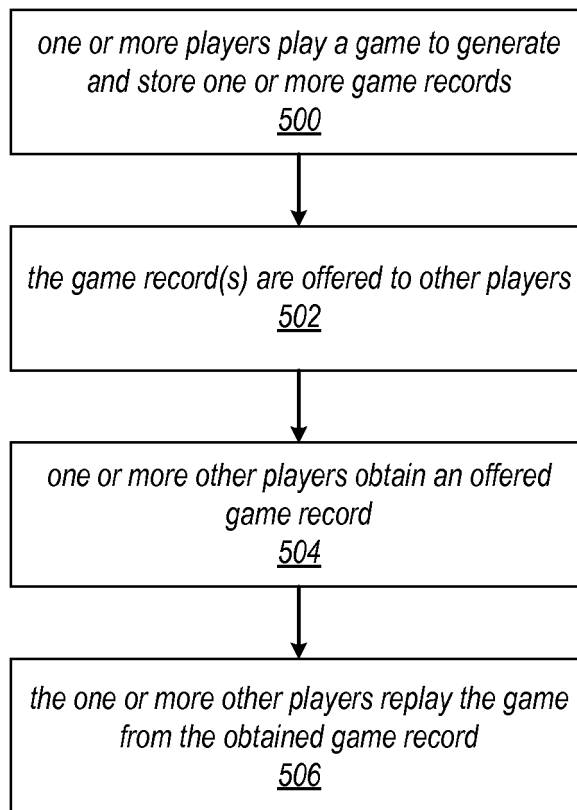 one or more players play a game to generate
and store one or more game records
500
the game record(s) are offered to other players
502
one or more other players obtain an offered
game record
504
the one or more other players replay the game
from the obtained game record
506